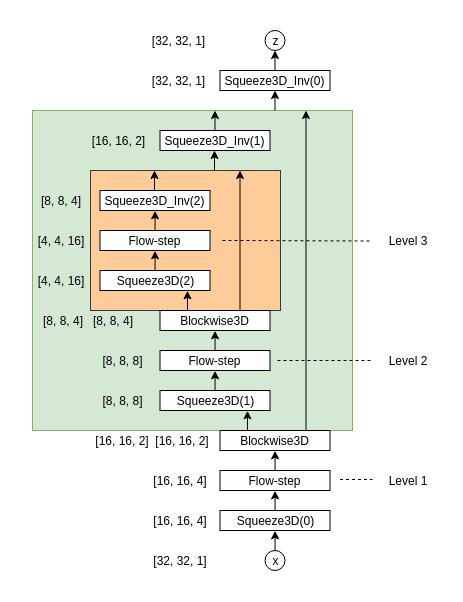 [32, 32, 1] z
[32, 32, 1] Squeeze3D_Inv(0)
[16, 16, 2] Squeeze3D_Inv(1)
[8, 8, 4] Squeeze3D_Inv(2)
[4, 4, 16] Flow-step Level 3
[4, 4, 16] Squeeze3D(2)
[8, 8, 4] [8, 8, 4] Blockwise3D
[8, 8, 8] Flow-step Level 2
[8, 8, 8] Squeeze3D(1)
[16, 16, 2] [16, 16, 2] Blockwise3D
[16, 16, 4] Flow-step Level 1
[16, 16, 4] Squeeze3D(0)
[32, 32, 1] x